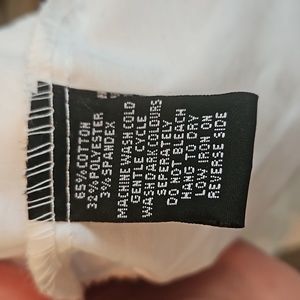 65% COTTON
32% POLYESTER
3% SPANDEX
MACHINE WASH COLD
GENTLE CYCLE
WASH DARK COLOURS
SEPERATELY
DO NOT BLEACH
HANG TO DRY
LOW IRON ON
REVERSE SIDE